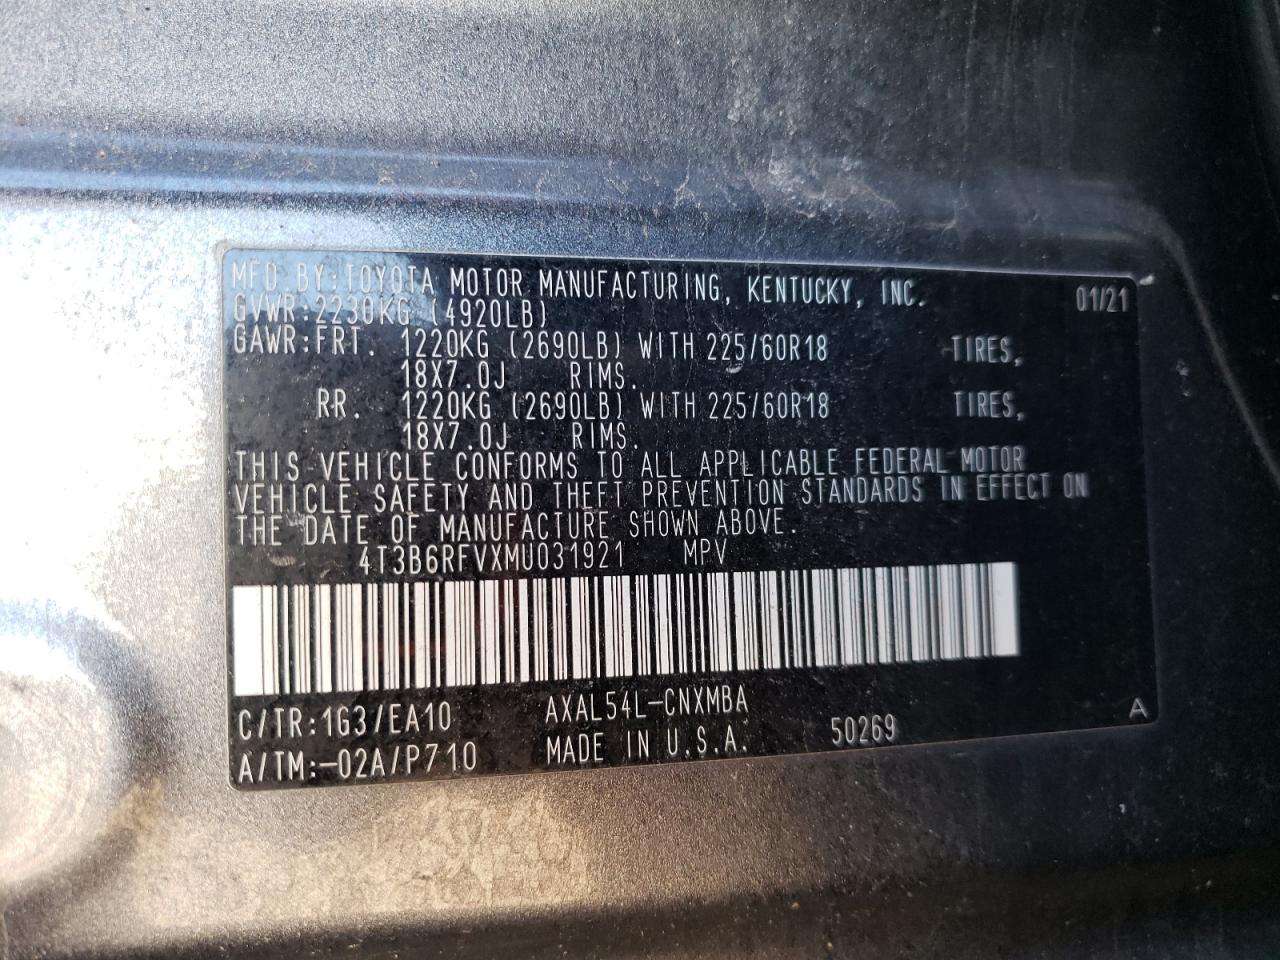 MFD.BY:TOYOTA MOTOR MANUFACTURING, KENTUCKY, INC. 01/21
GVWR:2230KG (4920LB)
GAWR:FRT. 1220KG (2690LB) WITH 225/60R18 TIRES,
18X7.0J RIMS.
RR. 1220KG (2690LB) WITH 225/60R18 TIRES,
18X7.0J RIMS.
THIS VEHICLE CONFORMS TO ALL APPLICABLE FEDERAL MOTOR
VEHICLE SAFETY AND THEFT PREVENTION STANDARDS IN EFFECT ON
THE DATE OF MANUFACTURE SHOWN ABOVE.
4T3B6RFVXMU031921 MPV
C/TR:1G3/EA10 AXAL54L-CNXMBA
A/TM:-02A/P710 MADE IN U.S.A. 50269 A